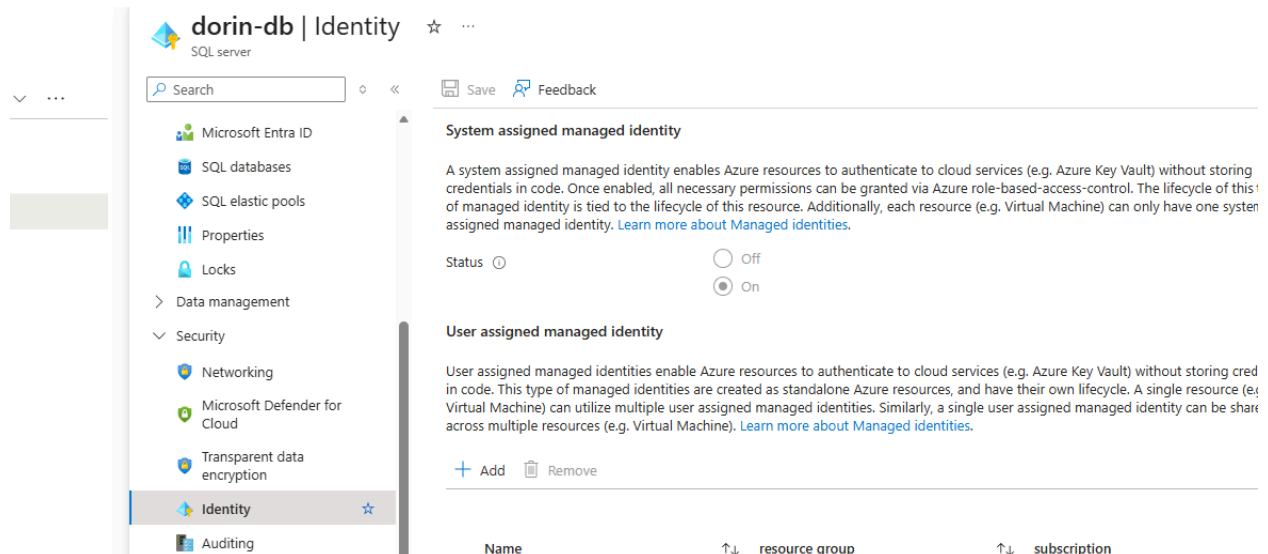 dorin-db | Identity
SQL server
Search
Save
Feedback
Microsoft Entra ID
SQL databases
SQL elastic pools
Properties
Locks
Data management
Security
Networking
Microsoft Defender for
Cloud
Transparent data
encryption
Identity
Auditing
System assigned managed identity
A system assigned managed identity enables Azure resources to authenticate to cloud services (e.g. Azure Key Vault) without storing
credentials in code. Once enabled, all necessary permissions can be granted via Azure role-based-access-control. The lifecycle of this
of managed identity is tied to the lifecycle of this resource. Additionally, each resource (e.g. Virtual Machine) can only have one system
assigned managed identity. Learn more about Managed identities.
Status
Off
On
User assigned managed identity
User assigned managed identities enable Azure resources to authenticate to cloud services (e.g. Azure Key Vault) without storing cred
in code. This type of managed identities are created as standalone Azure resources, and have their own lifecycle. A single resource (e.g
Virtual Machine) can utilize multiple user assigned managed identities. Similarly, a single user assigned managed identity can be share
across multiple resources (e.g. Virtual Machine). Learn more about Managed identities.
Add
Remove
Name
resource group
subscription